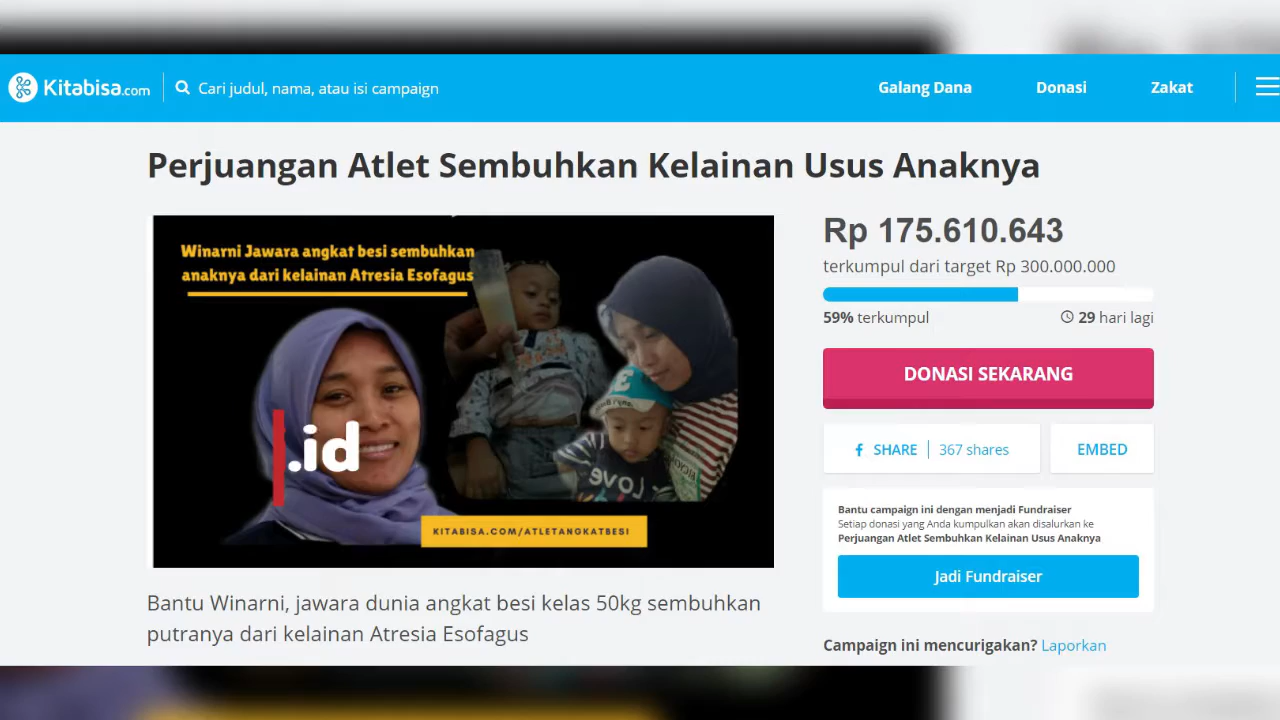 Kitabisa.com
Cari judul, nama, atau isi campaign
Galang Dana
Donasi
Zakat
Perjuangan Atlet Sembuhkan Kelainan Usus Anaknya
Winarni Jawara angkat besi sembuhkan
anaknya dari kelainan Atresia Esofagus
.id
LOVE
KITABISA.COM/ATLETANGKATBESI
Bantu Winarni, jawara dunia angkat besi kelas 50kg sembuhkan
putranya dari kelainan Atresia Esofagus
Rp 175.610.643
terkumpul dari target Rp 300.000.000
59% terkumpul
29 hari lagi
DONASI SEKARANG
SHARE
367 shares
EMBED
Bantu campaign ini dengan menjadi Fundraiser
Setiap donasi yang Anda kumpulkan akan disalurkan ke
Perjuangan Atlet Sembuhkan Kelainan Usus Anaknya
Jadi Fundraiser
Campaign ini mencurigakan? Laporkan